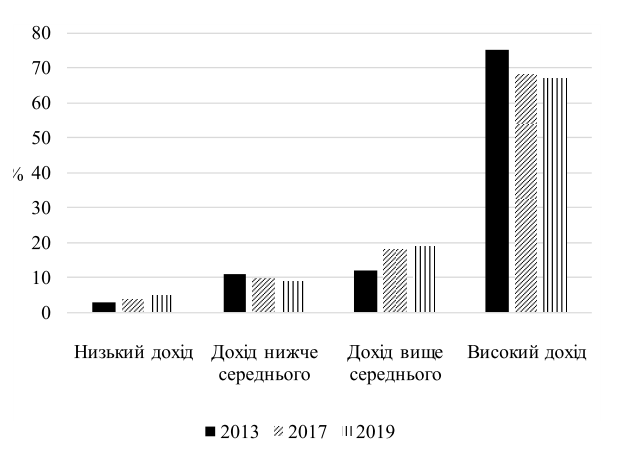 80
70
60
50
% 40
30
20
10
0
Низький дохід
Дохід нижче
середнього
Дохід вище
середнього
Високий дохід
2013 2017 2019